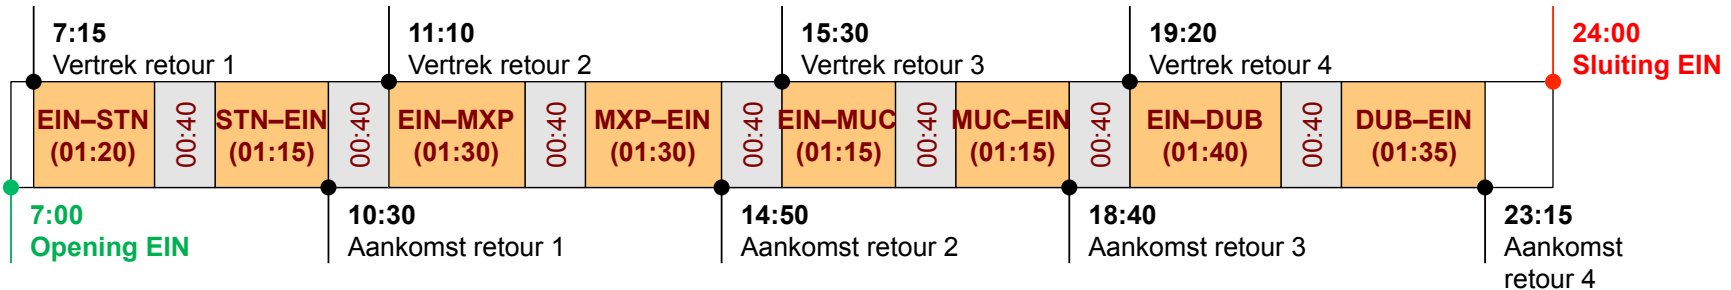 7:15
Vertrek retour 1
11:10
Vertrek retour 2
15:30
Vertrek retour 3
19:20
Vertrek retour 4
24:00
Sluiting EIN
EIN–STN
(01:20)
00:40
STN–EIN
(01:15)
00:40
EIN–MXP
(01:30)
00:40
MXP–EIN
(01:30)
00:40
EIN–MUC
(01:15)
00:40
MUC–EIN
(01:15)
00:40
EIN–DUB
(01:40)
00:40
DUB–EIN
(01:35)
7:00
Opening EIN
10:30
Aankomst retour 1
14:50
Aankomst retour 2
18:40
Aankomst retour 3
23:15
Aankomst
retour 4